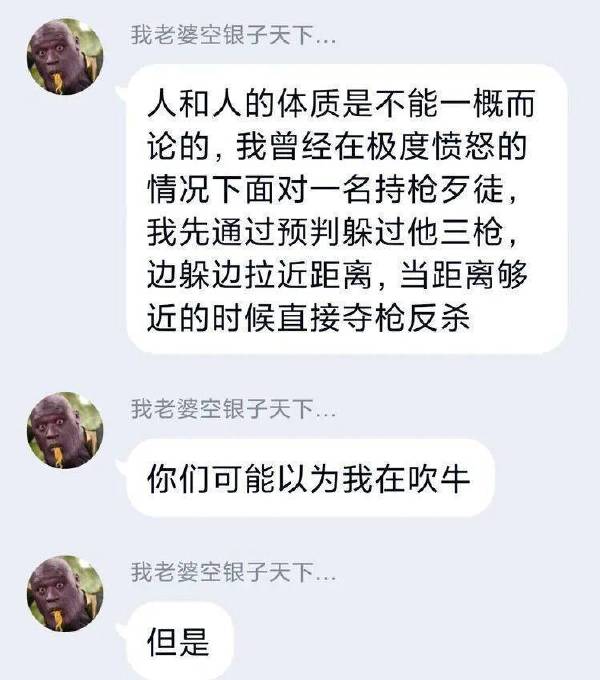 我老婆空银子天下...
人和人的体质是不能一概而
论的，我曾经在极度愤怒的
情况下面对一名持枪歹徒，
我先通过预判躲过他三枪，
边躲边拉近距离，当距离够
近的时候直接夺枪反杀
我老婆空银子天下...
你们可能以为我在吹牛
我老婆空银子天下...
但是